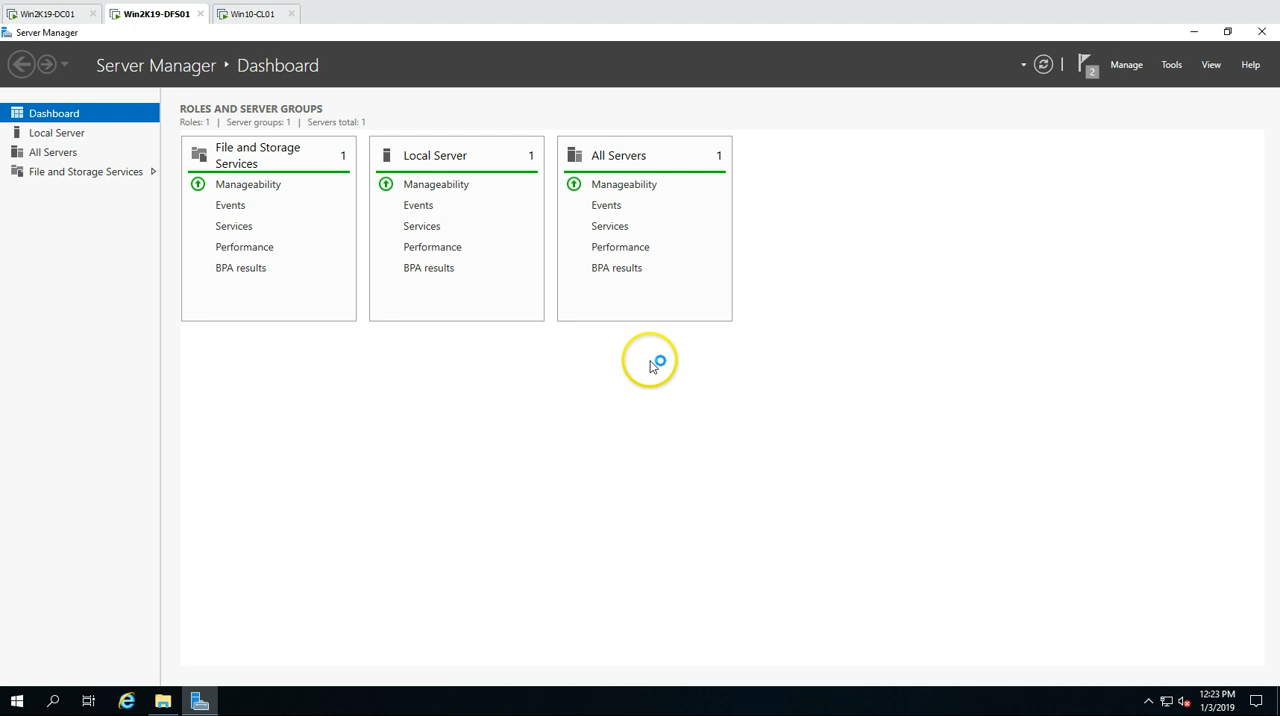 Win2K19-DC01
Win2K19-DFS01
Win10-CL01
Server Manager
Server Manager
Dashboard
2
Manage
Tools
View
Help
Dashboard
Local Server
All Servers
File and Storage Services
ROLES AND SERVER GROUPS
Roles: 1 | Server groups: 1 | Servers total: 1
File and Storage
Services
1
Manageability
Events
Services
Performance
BPA results
Local Server
1
Manageability
Events
Services
Performance
BPA results
All Servers
1
Manageability
Events
Services
Performance
BPA results
12:23 PM
1/3/2019